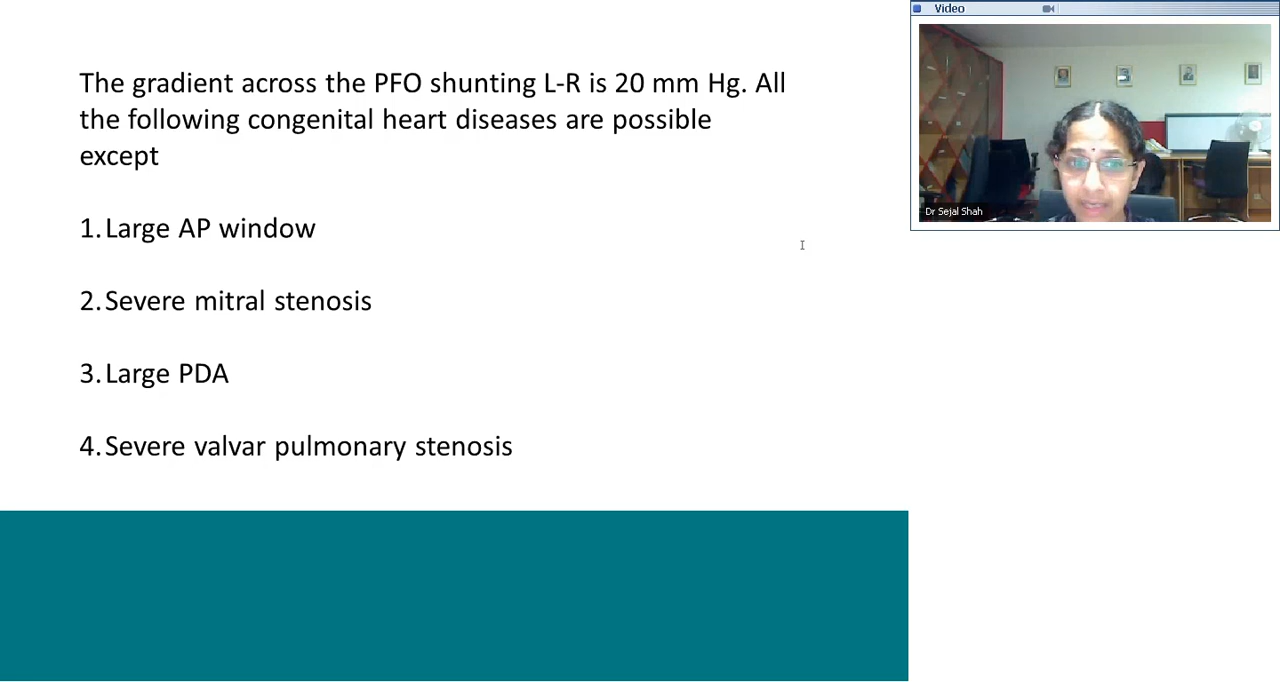 The gradient across the PFO shunting L-R is 20 mm Hg. All
the following congenital heart diseases are possible
except
1. Large AP window
2. Severe mitral stenosis
3. Large PDA
4. Severe valvar pulmonary stenosis
Video
Dr Sejal Shah